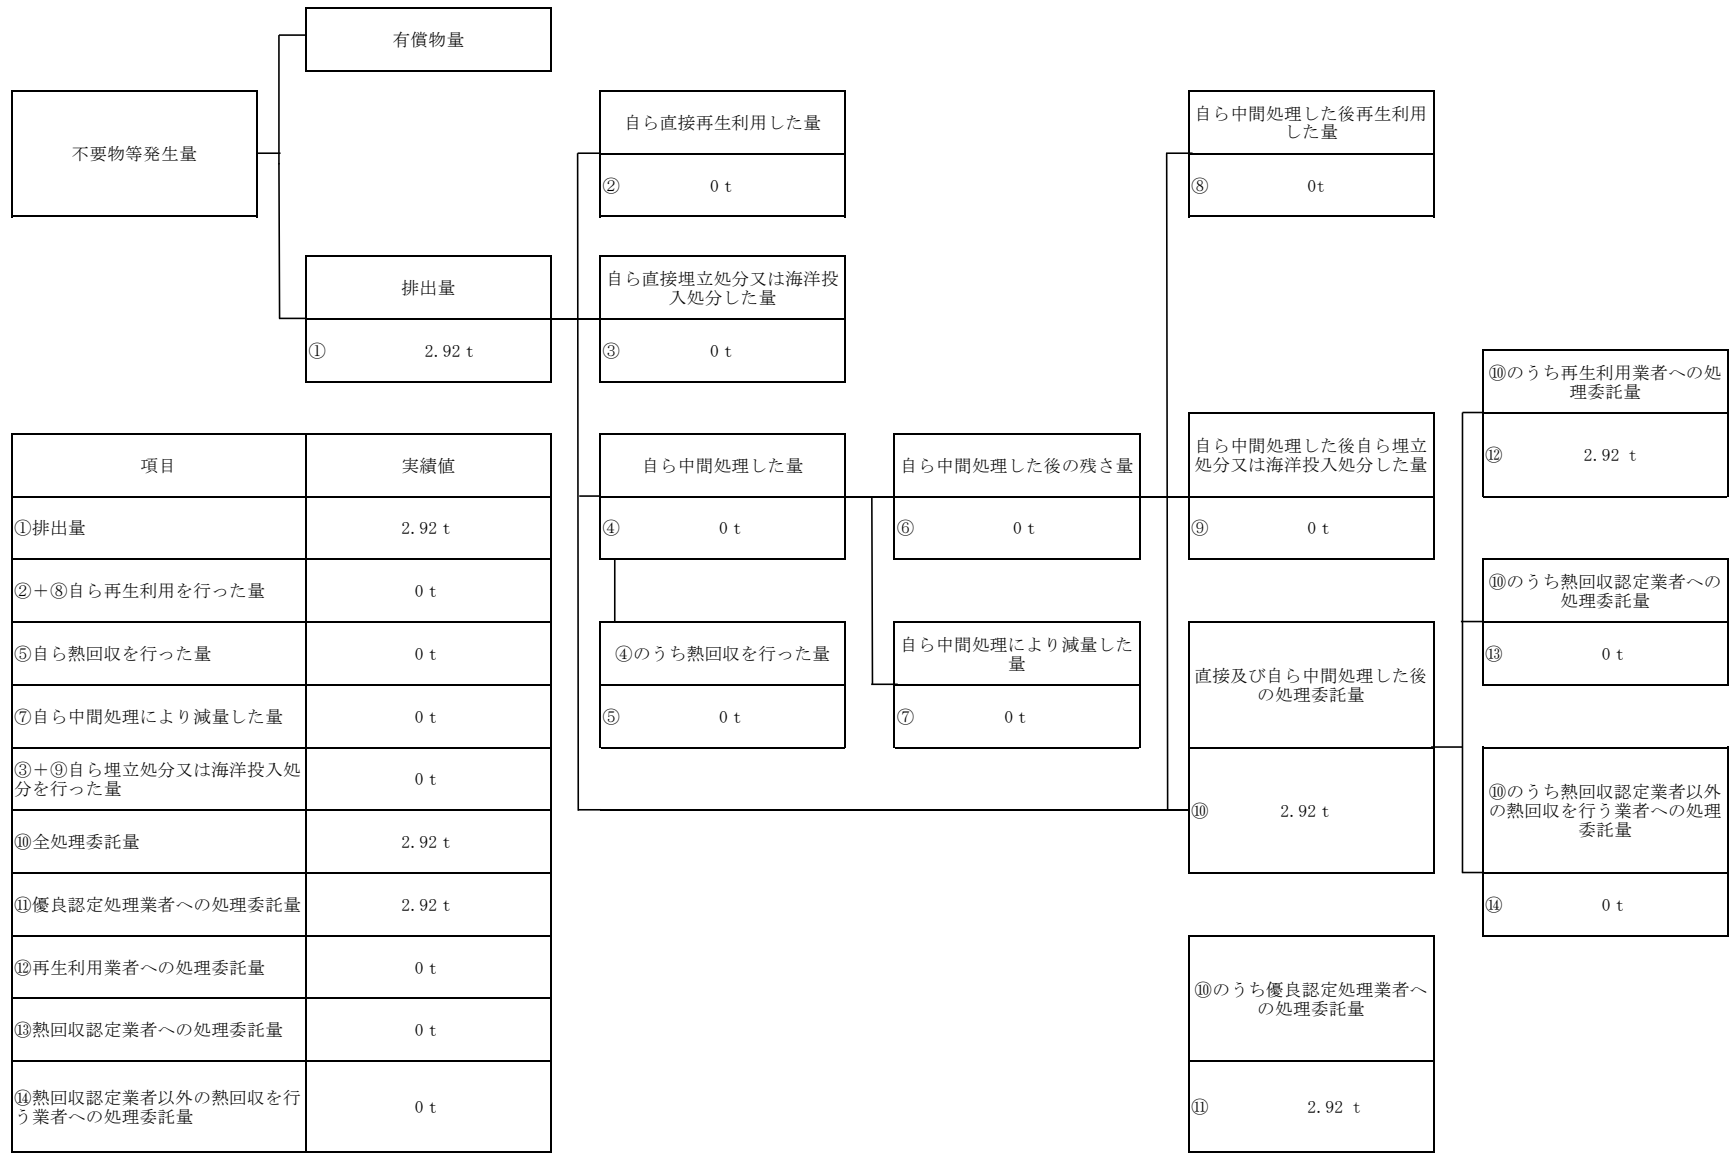 有償物量
不要物等発生量
自ら直接再生利用した量
② 0 t
自ら中間処理した後再生利用
した量
⑧ 0t
排出量
① 2.92 t
自ら直接埋立処分又は海洋投
入処分した量
③ 0 t
⑩のうち再生利用業者への処
理委託量
⑫ 2.92 t
自ら中間処理した量
④ 0 t
自ら中間処理した後の残さ量
⑥ 0 t
自ら中間処理した後自ら埋立
処分又は海洋投入処分した量
⑨ 0 t
⑩のうち熱回収認定業者への
処理委託量
⑬ 0 t
④のうち熱回収を行った量
⑤ 0 t
自ら中間処理により減量した
量
⑦ 0 t
直接及び自ら中間処理した後
の処理委託量
⑩ 2.92 t
⑩のうち熱回収認定業者以外
の熱回収を行う業者への処理
委託量
⑭ 0 t
⑩のうち優良認定処理業者へ
の処理委託量
⑪ 2.92 t
項目 実績値
①排出量 2.92 t
②＋⑧自ら再生利用を行った量 0 t
⑤自ら熱回収を行った量 0 t
⑦自ら中間処理により減量した量 0 t
③＋⑨自ら埋立処分又は海洋投入処
分を行った量 0 t
⑩全処理委託量 2.92 t
⑪優良認定処理業者への処理委託量 2.92 t
⑫再生利用業者への処理委託量 0 t
⑬熱回収認定業者への処理委託量 0 t
⑭熱回収認定業者以外の熱回収を行
う業者への処理委託量 0 t